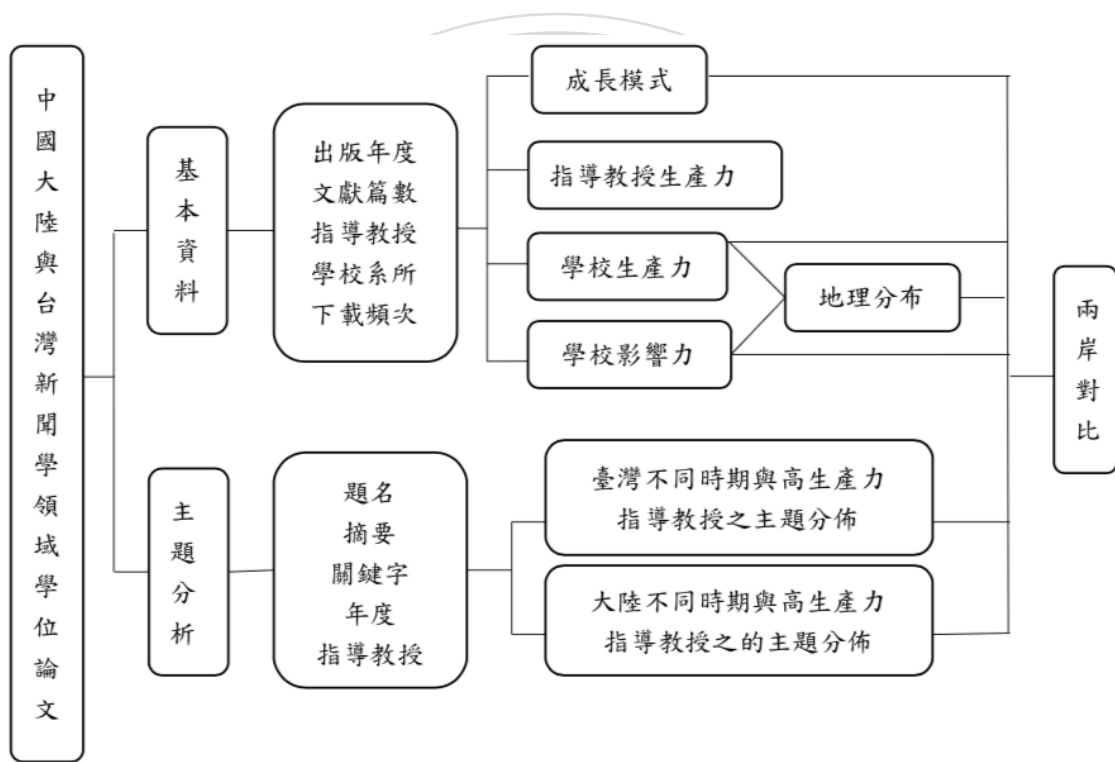 中國大陸與台灣新聞學領域學位論文
基本資料
出版年度
文獻篇數
指導教授
學校系所
下載頻次
成長模式
指導教授生產力
學校生產力
學校影響力
地理分布
主題分析
題名
摘要
關鍵字
年度
指導教授
臺灣不同時期與高生產力
指導教授之主題分佈
大陸不同時期與高生產力
指導教授之的主題分佈
兩岸對比